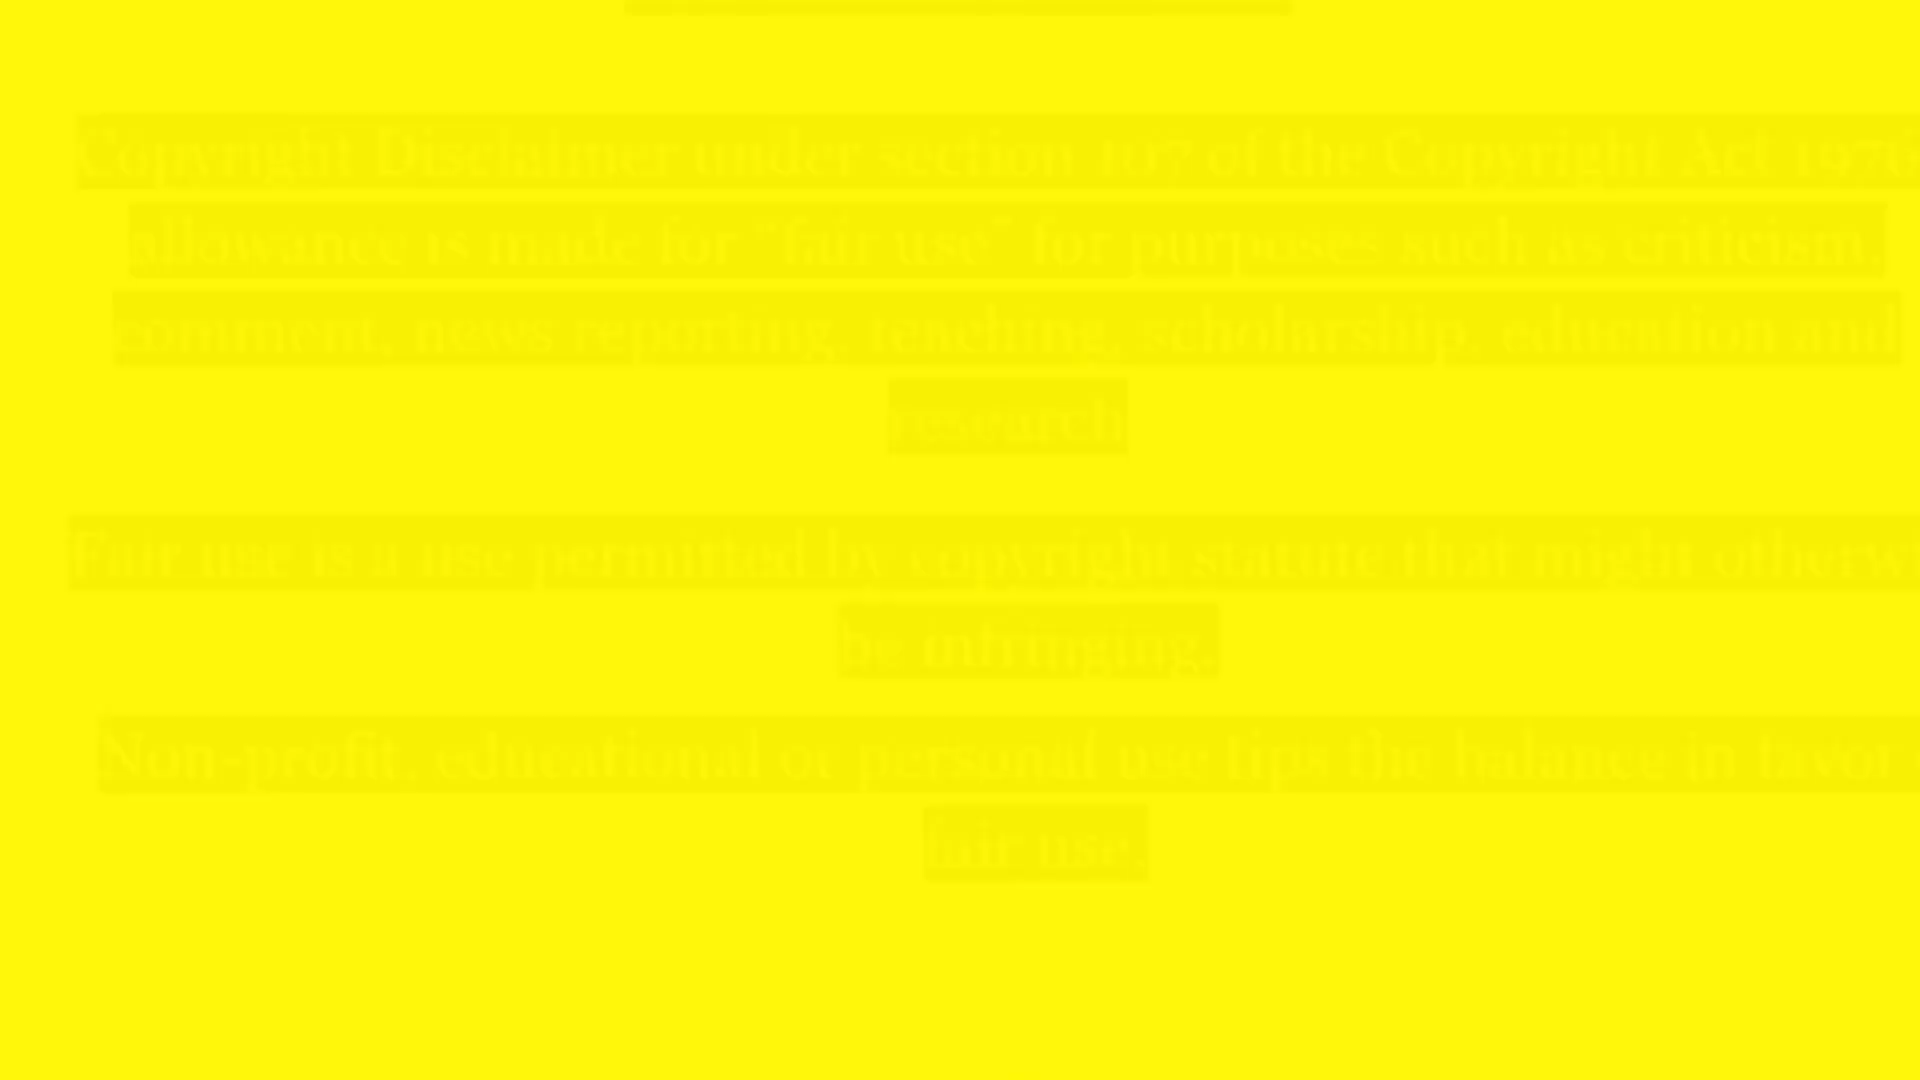 Copyright Disclaimer under section 107 of the Copyright Act 1976
allowance is made for "fair use" for purposes such as criticism,
comment, news reporting, teaching, scholarship, education and
research
Fair use is a use permitted by copyright statute that might
be infringing.
Non-profit, educational or personal use tips the balance in favor
fair use.